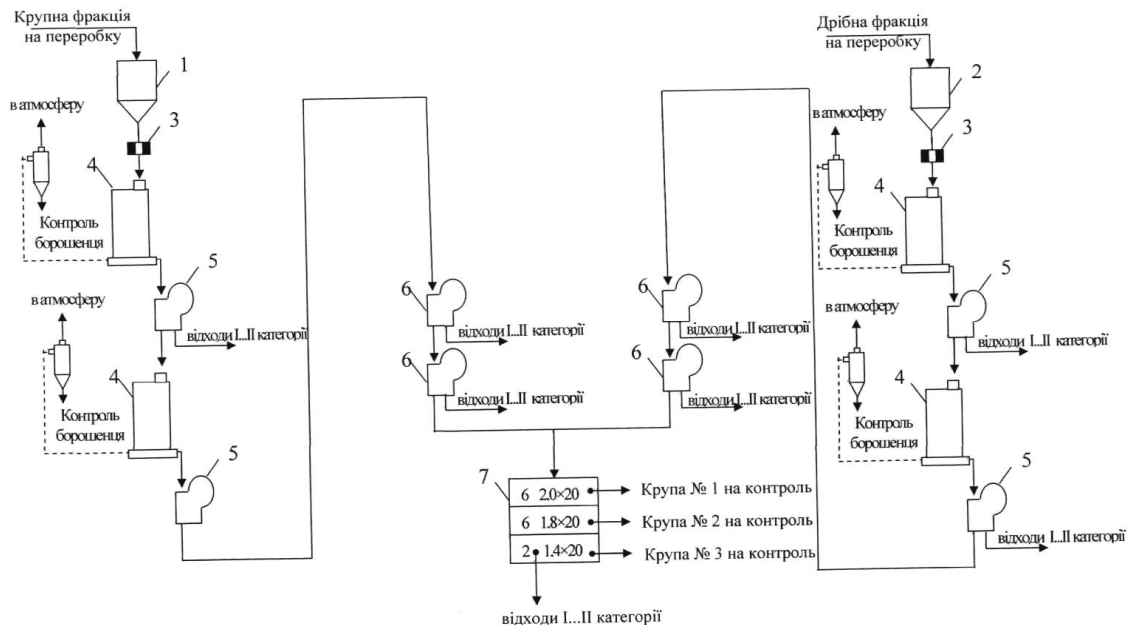 Крупна фракція
на переробку
1
в атмосферу
3
4
Контроль
борошенця
5
в атмосферу
відходи І...ІІ категорії
4
Контроль
борошенця
5
6
відходи І...ІІ категорії
6
відходи І...ІІ категорії
6
відходи І...ІІ категорії
6
відходи І...ІІ категорії
7
6 2.0×20
Крупа № 1 на контроль
6 1.8×20
Крупа № 2 на контроль
2 1.4×20
Крупа № 3 на контроль
відходи І...ІІ категорії
Дрібна фракція
на переробку
2
в атмосферу
3
4
Контроль
борошенця
5
в атмосферу
відходи І...ІІ категорії
4
Контроль
борошенця
5
відходи І...ІІ категорії